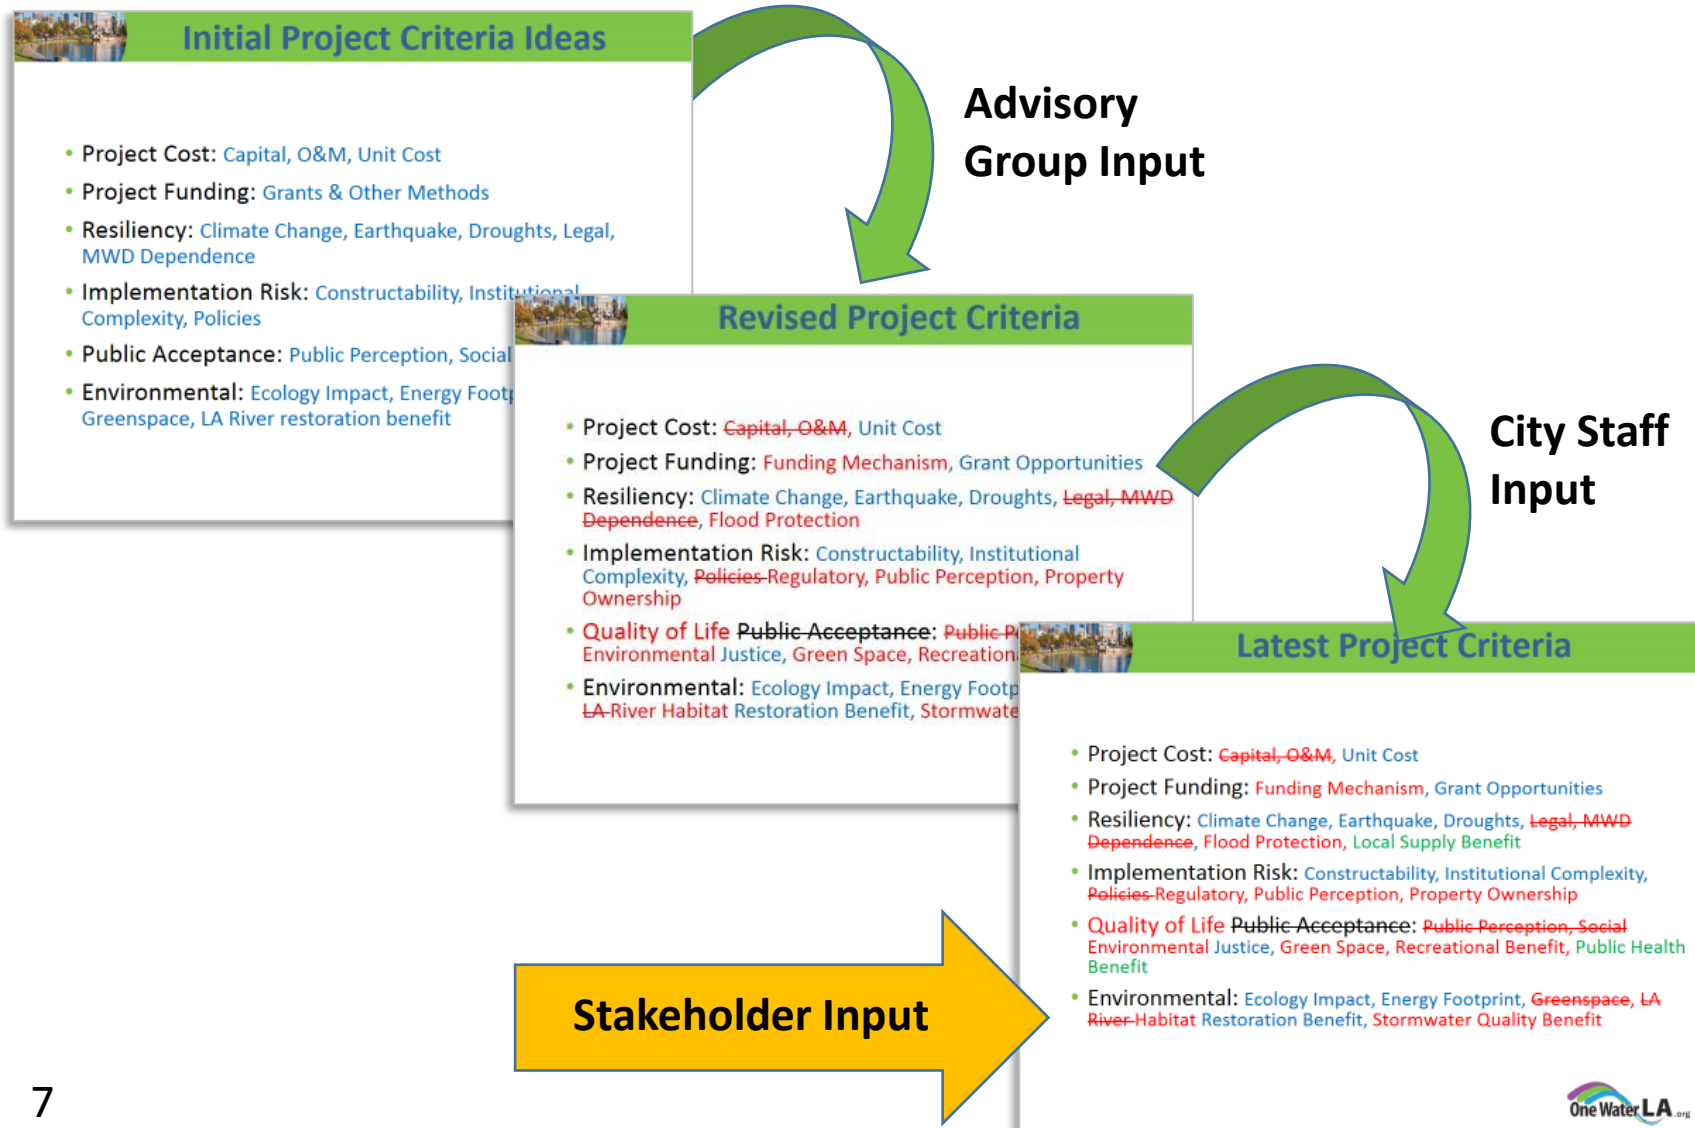 Initial Project Criteria Ideas
• Project Cost: Capital, O&M, Unit Cost
• Project Funding: Grants & Other Methods
• Resiliency: Climate Change, Earthquake, Droughts, Legal,
MWD Dependence
• Implementation Risk: Constructability, Institutional
Complexity, Policies
• Public Acceptance: Public Perception, Social
• Environmental: Ecology Impact, Energy
Greenspace, LA River restoration benefit
Advisory
Group Input
Revised Project Criteria
• Project Cost: Capital, O&M, Unit Cost
• Project Funding: Funding Mechanism, Grant Opportunities
• Resiliency: Climate Change, Earthquake, Droughts, Legal, MWD
Dependence, Flood Protection
• Implementation Risk: Constructability, Institutional
Complexity, Policies Regulatory, Public Perception, Property
Ownership
• Quality of Life Public Acceptance: Public
Environmental Justice, Green Space, Recreation
• Environmental: Ecology Impact, Energy
LA River Habitat Restoration Benefit, Stormwate
City Staff
Input
Latest Project Criteria
• Project Cost: Capital, O&M, Unit Cost
• Project Funding: Funding Mechanism, Grant Opportunities
• Resiliency: Climate Change, Earthquake, Droughts, Legal, MWD
Dependence, Flood Protection, Local Supply Benefit
• Implementation Risk: Constructability, Institutional Complexity,
Policies Regulatory, Public Perception, Property Ownership
• Quality of Life Public Acceptance: Public Perception, Social
Environmental Justice, Green Space, Recreational Benefit, Public Health
Benefit
• Environmental: Ecology Impact, Energy Footprint, Greenspace, LA
River Habitat Restoration Benefit, Stormwater Quality Benefit
Stakeholder Input
7
One Water LA.org